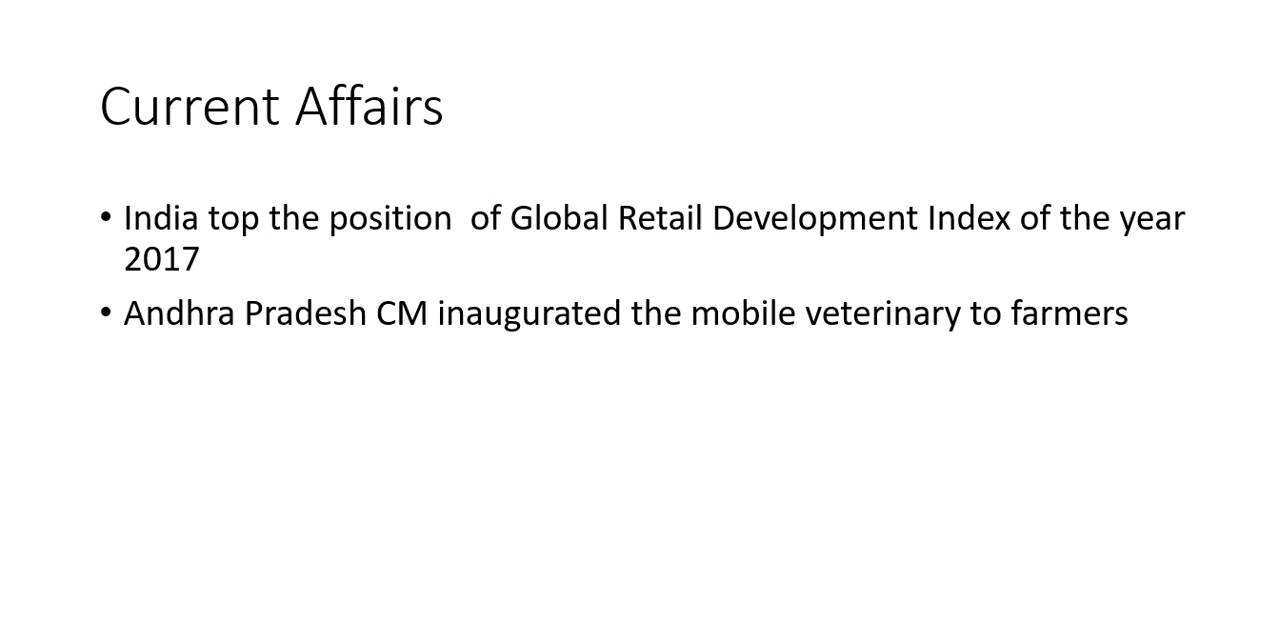 Current Affairs
• India top the position  of Global Retail Development Index of the year
2017
• Andhra Pradesh CM inaugurated the mobile veterinary to farmers